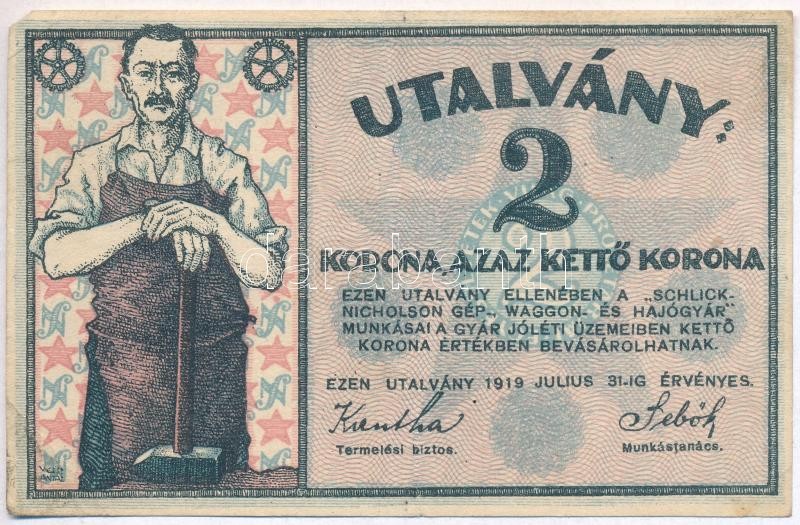 UTALVÁNY
2
KORONA, AZAZ KETTŐ KORONA
EZEN UTALVÁNY ELLENÉBEN A „SCHLICK-
NICHOLSON GÉP-, WAGGON- ÉS HAJÓGYÁR”
MUNKÁSAI A GYÁR JÓLÉTI ÜZEMEIBEN KETTŐ
KORONA ÉRTÉKBEN BEVÁSÁROLHATNAK.
EZEN UTALVÁNY 1919 JULIUS 31-IG ÉRVÉNYES.
Kantha Sebők
Termelési biztos. Munkástanács.